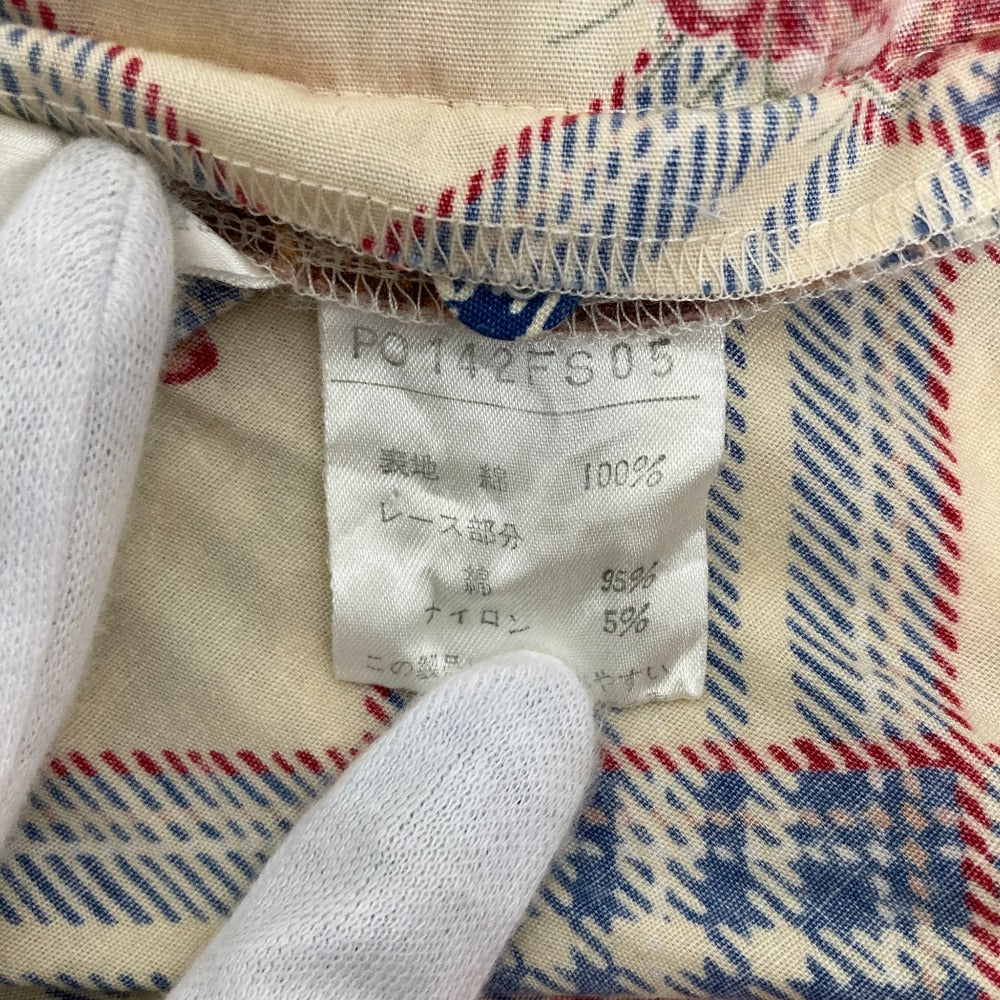 PO142FS05
表地 綿 100%
レース部分
綿 95%
ナイロン 5%
この製 やすい